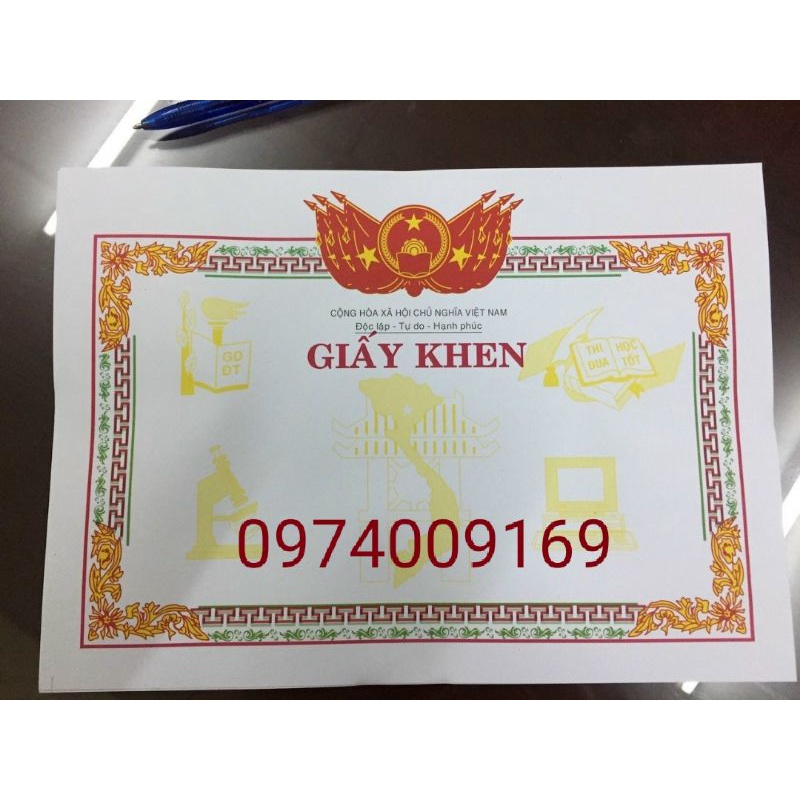 CỘNG HÒA XÃ HỘI CHỦ NGHĨA VIỆT NAM
Độc lập - Tự do - Hạnh phúc
GIẤY KHEN
GD
ĐT
THI
ĐUA
HỌC
TỐT
0974009169